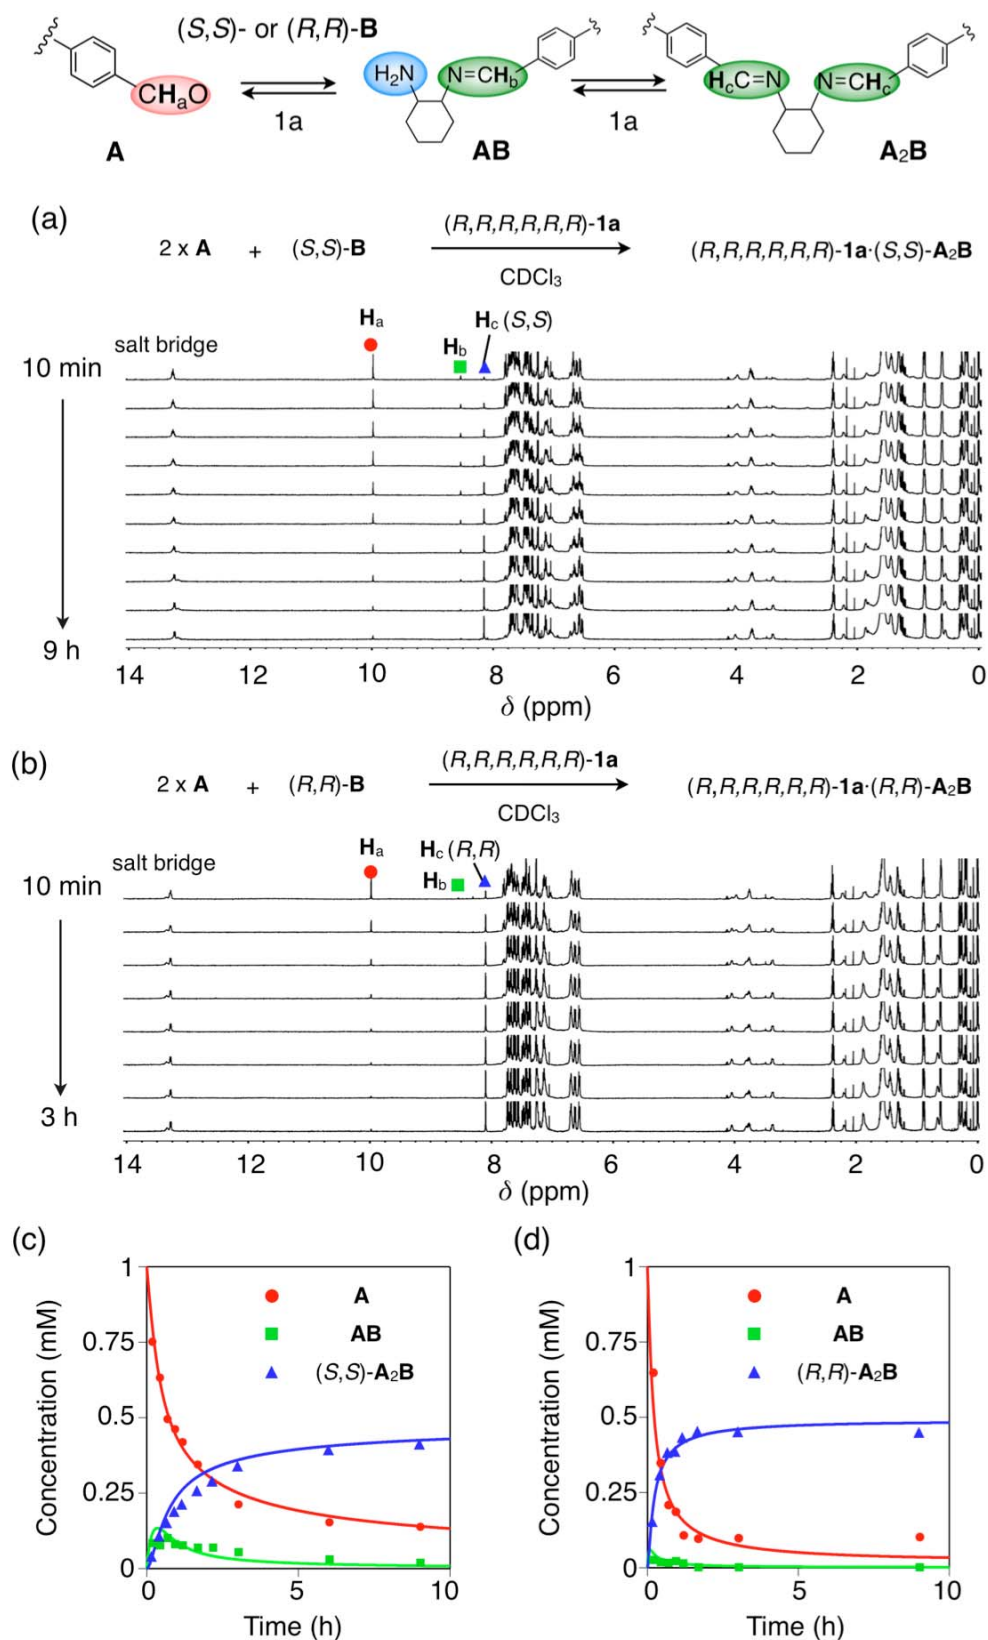 (S,S)- or (R,R)-B
CHaO
H2N
N=CHb
HcC=N
N=CHc
1a
1a
A
AB
A2B
(a)
2 x A + (S,S)-B
(R,R,R,R,R,R)-1a
CDCl3
(R,R,R,R,R,R)-1a·(S,S)-A2B
Ha
Hb
Hc (S,S)
salt bridge
10 min
9 h
14 12 10 8 6 4 2 0
δ (ppm)
(b)
2 x A + (R,R)-B
(R,R,R,R,R,R)-1a
CDCl3
(R,R,R,R,R,R)-1a·(R,R)-A2B
Ha
Hc (R,R)
Hb
salt bridge
10 min
3 h
14 12 10 8 6 4 2 0
δ (ppm)
(c)
Concentration (mM)
1
0.75
0.5
0.25
0
A
AB
(S,S)-A2B
0 5 10
Time (h)
(d)
Concentration (mM)
1
0.75
0.5
0.25
0
A
AB
(R,R)-A2B
0 5 10
Time (h)